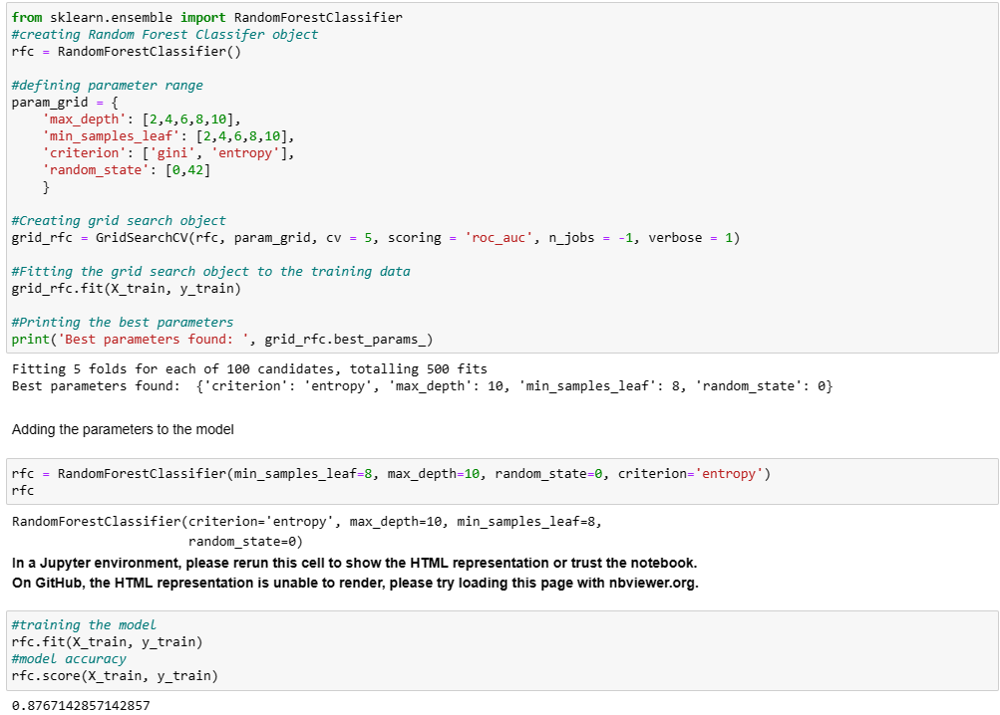 from sklearn.ensemble import RandomForestClassifier
#creating Random Forest Classifer object
rfc = RandomForestClassifier()
#defining parameter range
param_grid = {
    'max_depth': [2,4,6,8,10],
    'min_samples_leaf': [2,4,6,8,10],
    'criterion': ['gini', 'entropy'],
    'random_state': [0,42]
    }
#Creating grid search object
grid_rfc = GridSearchCV(rfc, param_grid, cv = 5, scoring = 'roc_auc', n_jobs = -1, verbose = 1)
#Fitting the grid search object to the training data
grid_rfc.fit(X_train, y_train)
#Printing the best parameters
print('Best parameters found: ', grid_rfc.best_params_)
Fitting 5 folds for each of 100 candidates, totalling 500 fits
Best parameters found:  {'criterion': 'entropy', 'max_depth': 10, 'min_samples_leaf': 8, 'random_state': 0}
Adding the parameters to the model
rfc = RandomForestClassifier(min_samples_leaf=8, max_depth=10, random_state=0, criterion='entropy')
rfc
RandomForestClassifier(criterion='entropy', max_depth=10, min_samples_leaf=8,
                       random_state=0)
In a Jupyter environment, please rerun this cell to show the HTML representation or trust the notebook.
On GitHub, the HTML representation is unable to render, please try loading this page with nbviewer.org.
#training the model
rfc.fit(X_train, y_train)
#model accuracy
rfc.score(X_train, y_train)
0.8767142857142857